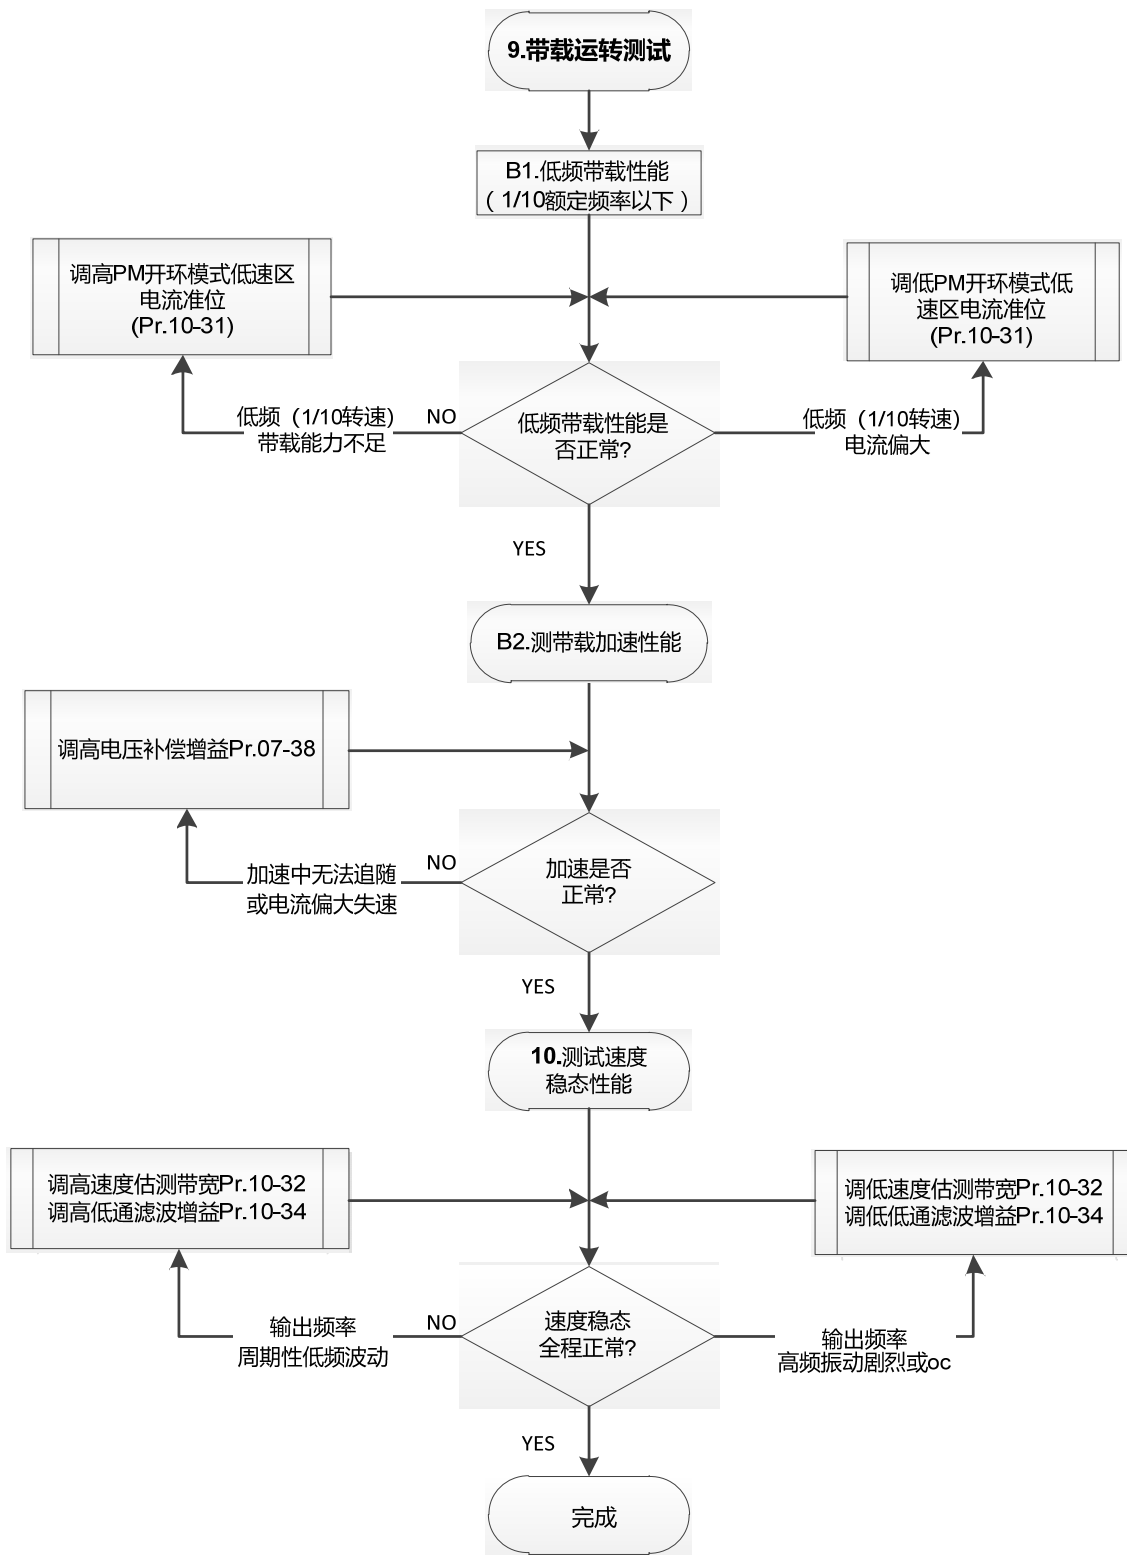 9.带载运转测试
B1.低频带载性能
（1/10额定频率以下）
调高PM开环模式低速区
电流准位
(Pr.10-31)
调低PM开环模式低
速区电流准位
(Pr.10-31)
低频（1/10转速）
带载能力不足
NO
低频带载性能是
否正常?
低频（1/10转速）
电流偏大
YES
B2.测带载加速性能
调高电压补偿增益Pr.07-38
加速中无法追随
或电流偏大失速
NO
加速是否
正常?
YES
10.测试速度
稳态性能
调高速度估测带宽Pr.10-32
调高低通滤波增益Pr.10-34
调低速度估测带宽Pr.10-32
调低低通滤波增益Pr.10-34
输出频率
周期性低频波动
NO
速度稳态
全程正常?
输出频率
高频振动剧烈或oc
YES
完成